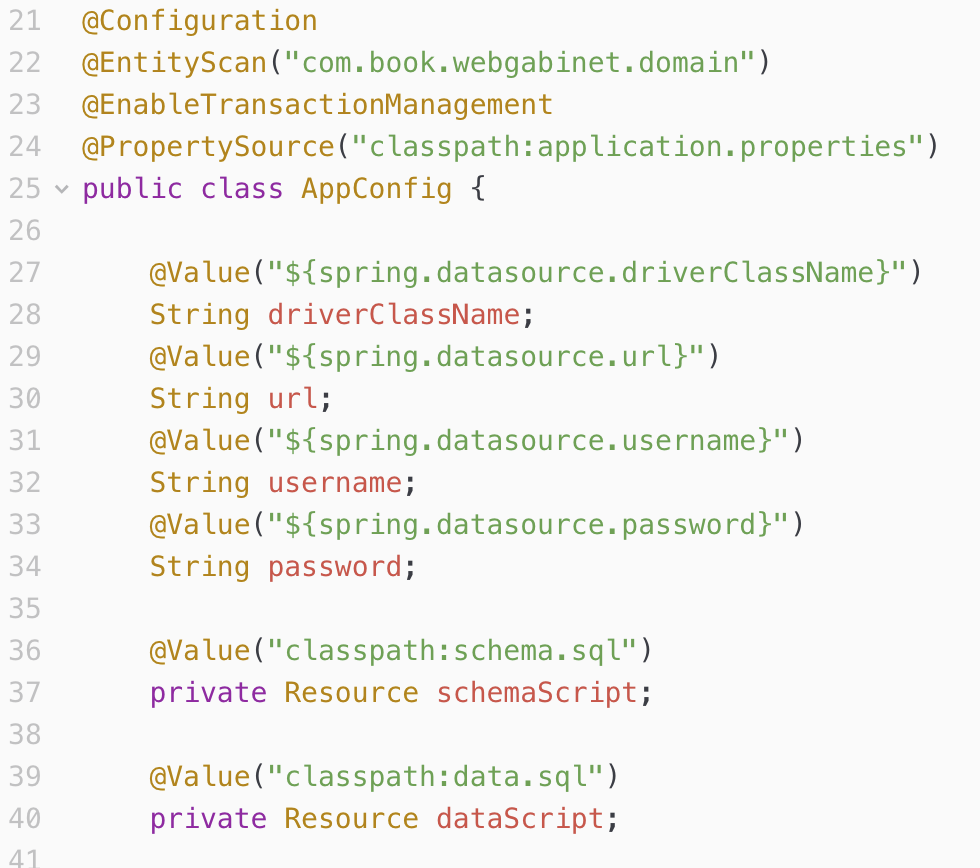 21 @Configuration
22 @EntityScan("com.book.webgabinet.domain")
23 @EnableTransactionManagement
24 @PropertySource("classpath:application.properties")
25 public class AppConfig {
26
27 @Value("${spring.datasource.driverClassName}")
28 String driverClassName;
29 @Value("${spring.datasource.url}")
30 String url;
31 @Value("${spring.datasource.username}")
32 String username;
33 @Value("${spring.datasource.password}")
34 String password;
35
36 @Value("classpath:schema.sql")
37 private Resource schemaScript;
38
39 @Value("classpath:data.sql")
40 private Resource dataScript;
41